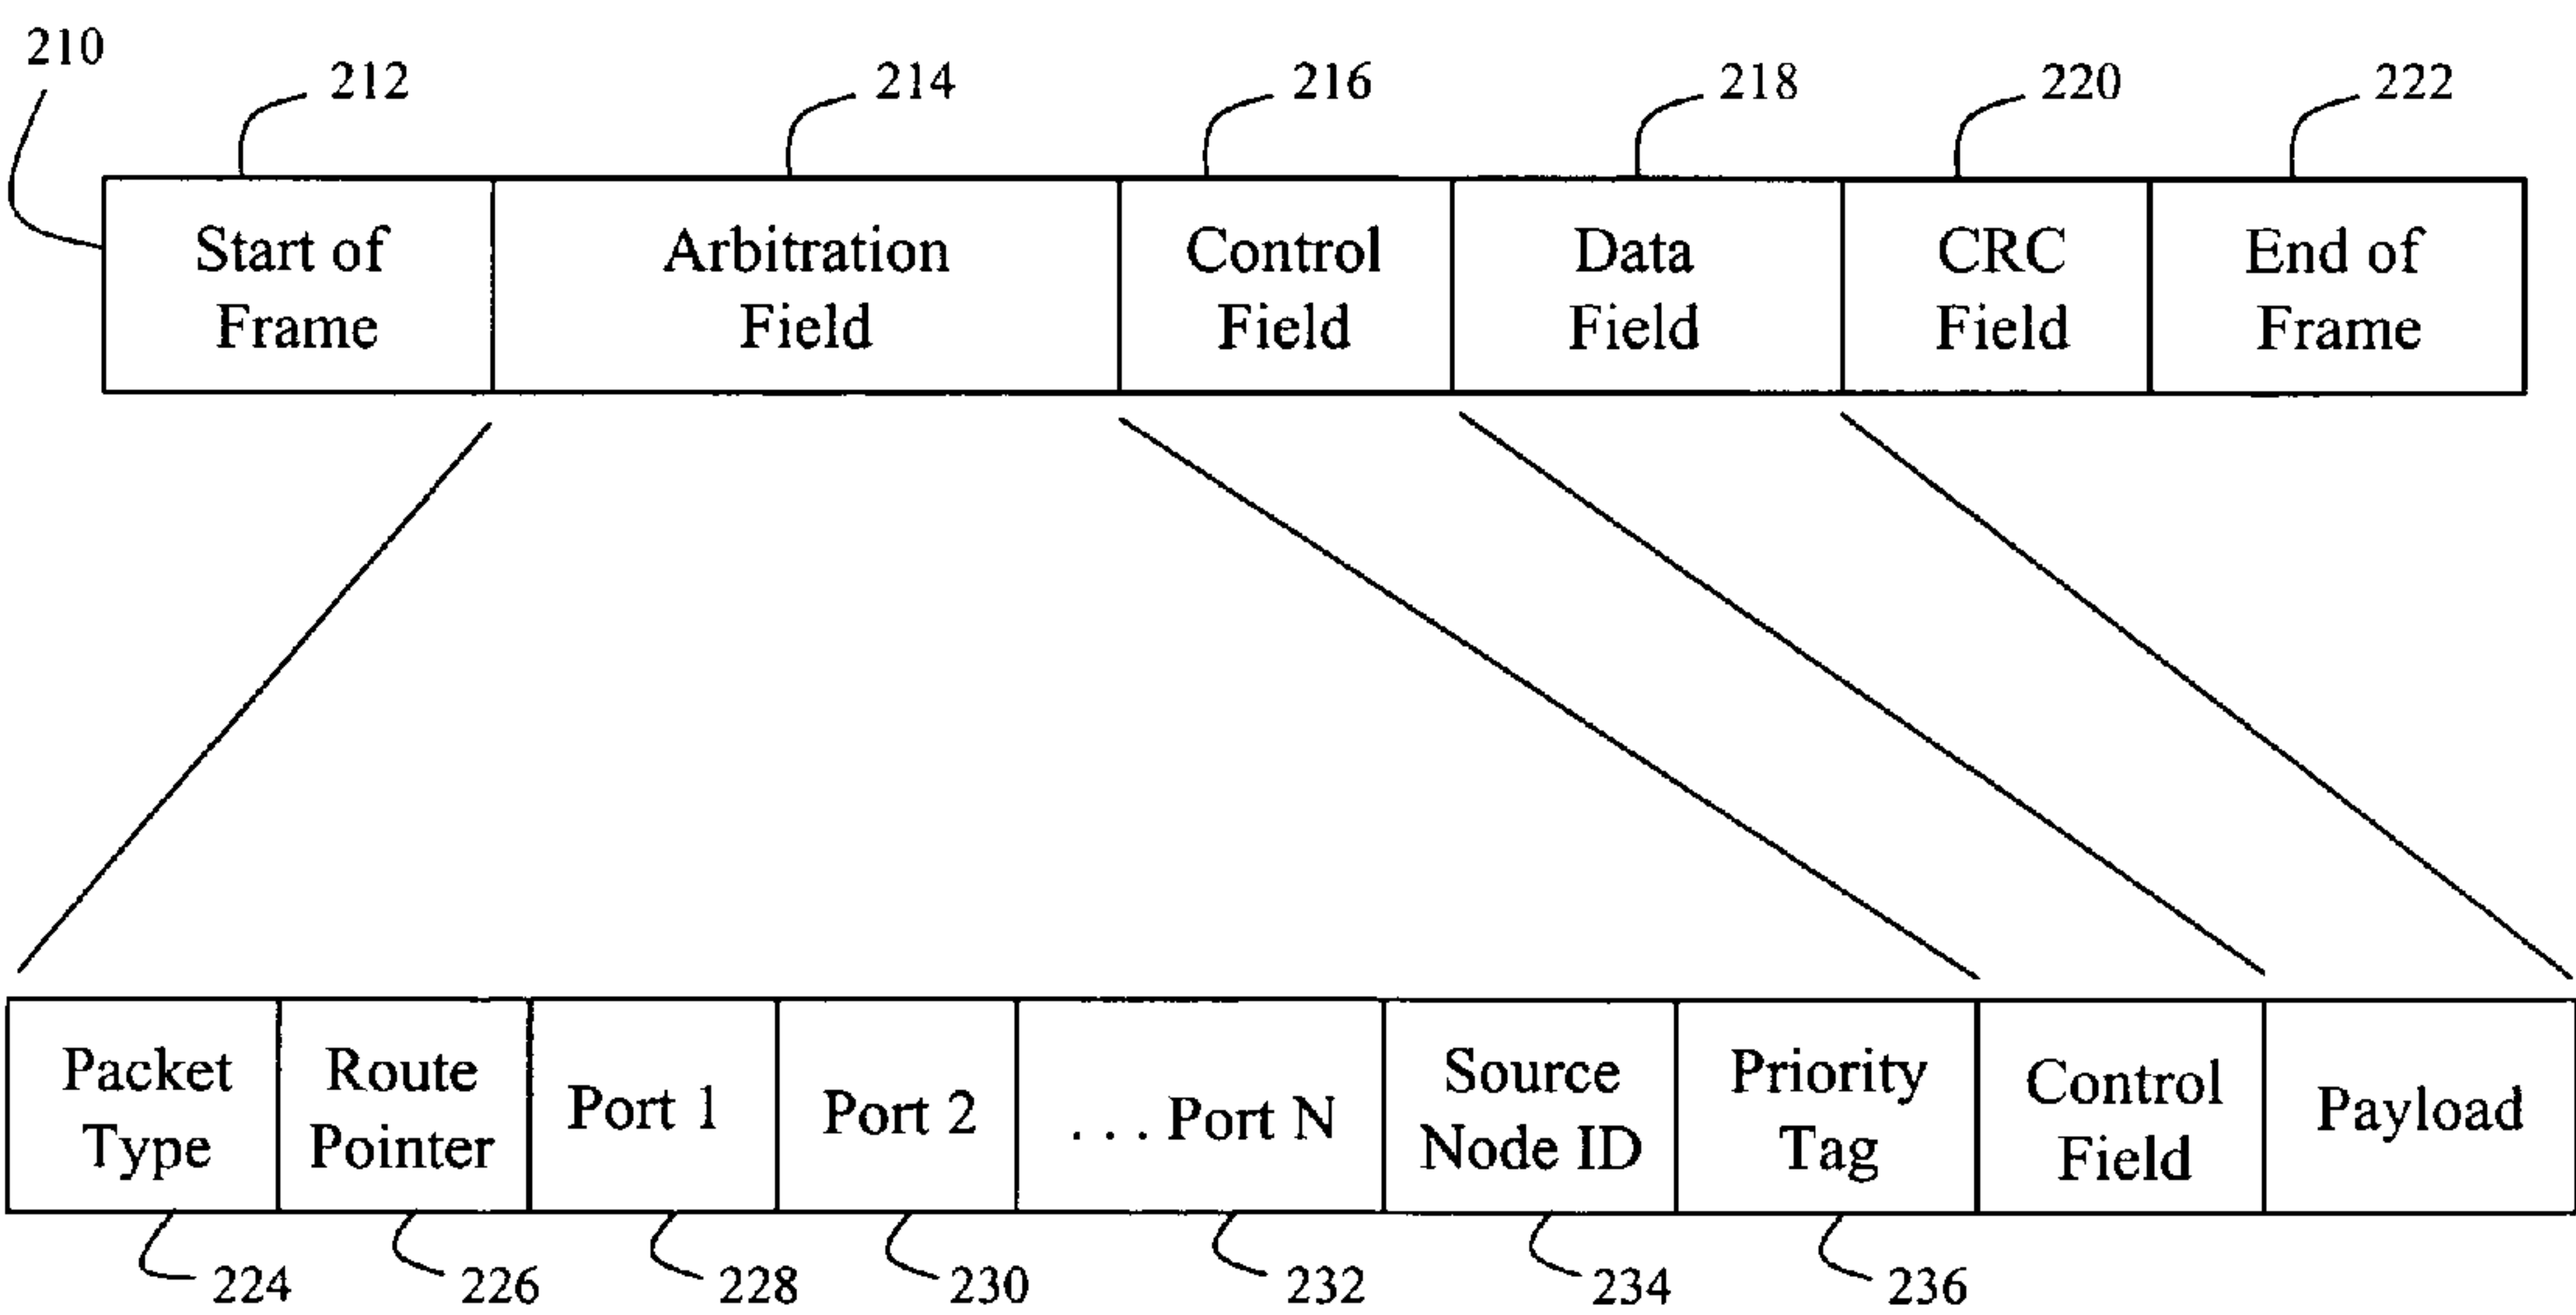 210
212
214
216
218
220
222
Start of
Frame
Arbitration
Field
Control
Field
Data
Field
CRC
Field
End of
Frame
Packet
Type
Route
Pointer
Port 1
Port 2
... Port N
Source
Node ID
Priority
Tag
Control
Field
Payload
224
226
228
230
232
234
236